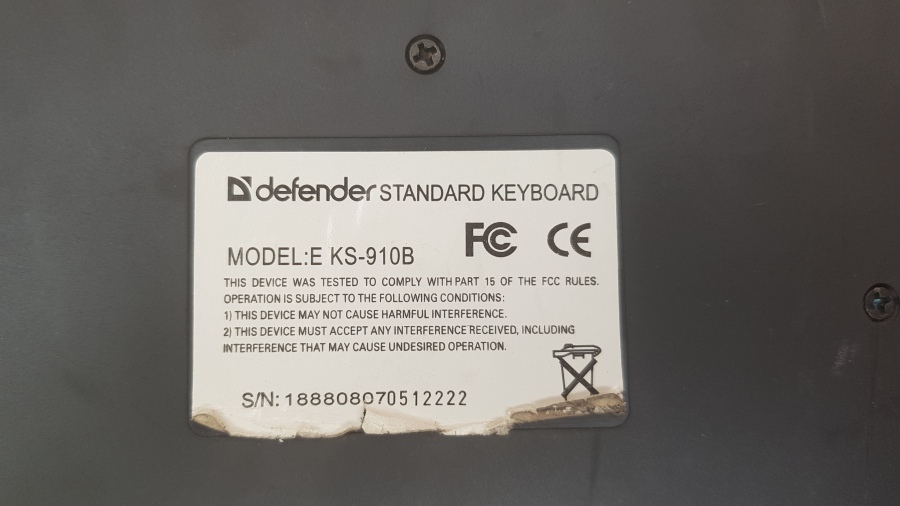 defender STANDARD KEYBOARD
FC CE
MODEL:E KS-910B
THIS DEVICE WAS TESTED TO COMPLY WITH PART 15 OF THE FCC RULES.
OPERATION IS SUBJECT TO THE FOLLOWING CONDITIONS:
1) THIS DEVICE MAY NOT CAUSE HARMFUL INTERFERENCE.
2) THIS DEVICE MUST ACCEPT ANY INTERFERENCE RECEIVED, INCLUDING
INTERFERENCE THAT MAY CAUSE UNDESIRED OPERATION.
S/N: 188808070512222